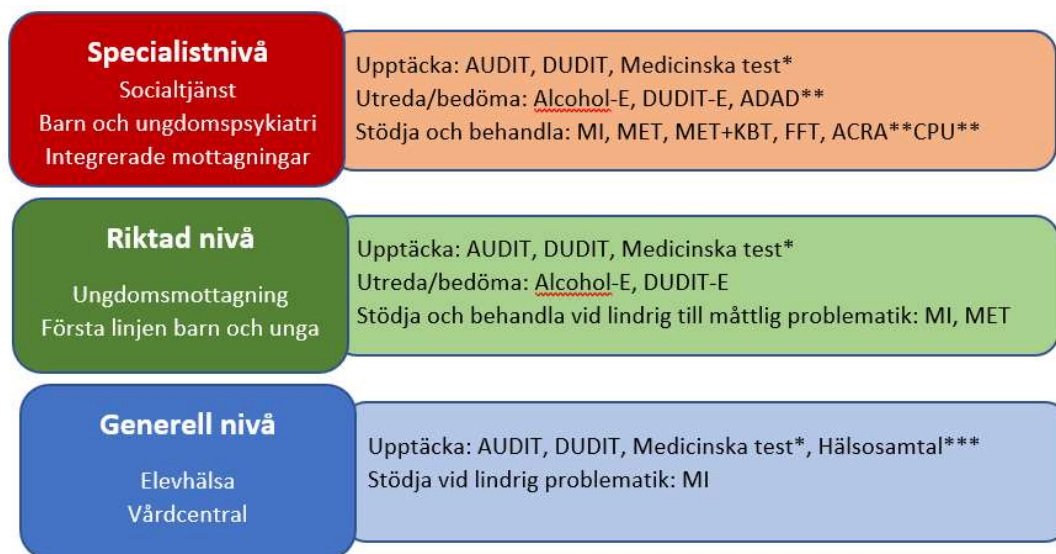 Specialistnivå
Socialtjänst
Barn och ungdomspsykiatri
Integrerade mottagningar
Upptäcka: AUDIT, DUDIT, Medicinska test*
Utreda/bedöma: Alcohol-E, DUDIT-E, ADAD**
Stödja och behandla: MI, MET, MET+KBT, FFT, ACRA**CPU**
Riktad nivå
Ungdomsmottagning
Första linjen barn och unga
Upptäcka: AUDIT, DUDIT, Medicinska test*
Utreda/bedöma: Alcohol-E, DUDIT-E
Stödja och behandla vid lindrig till måttlig problematik: MI, MET
Generell nivå
Elevhälsa
Vårdcentral
Upptäcka: AUDIT, DUDIT, Medicinska test*, Hälsosamtal***
Stödja vid lindrig problematik: MI